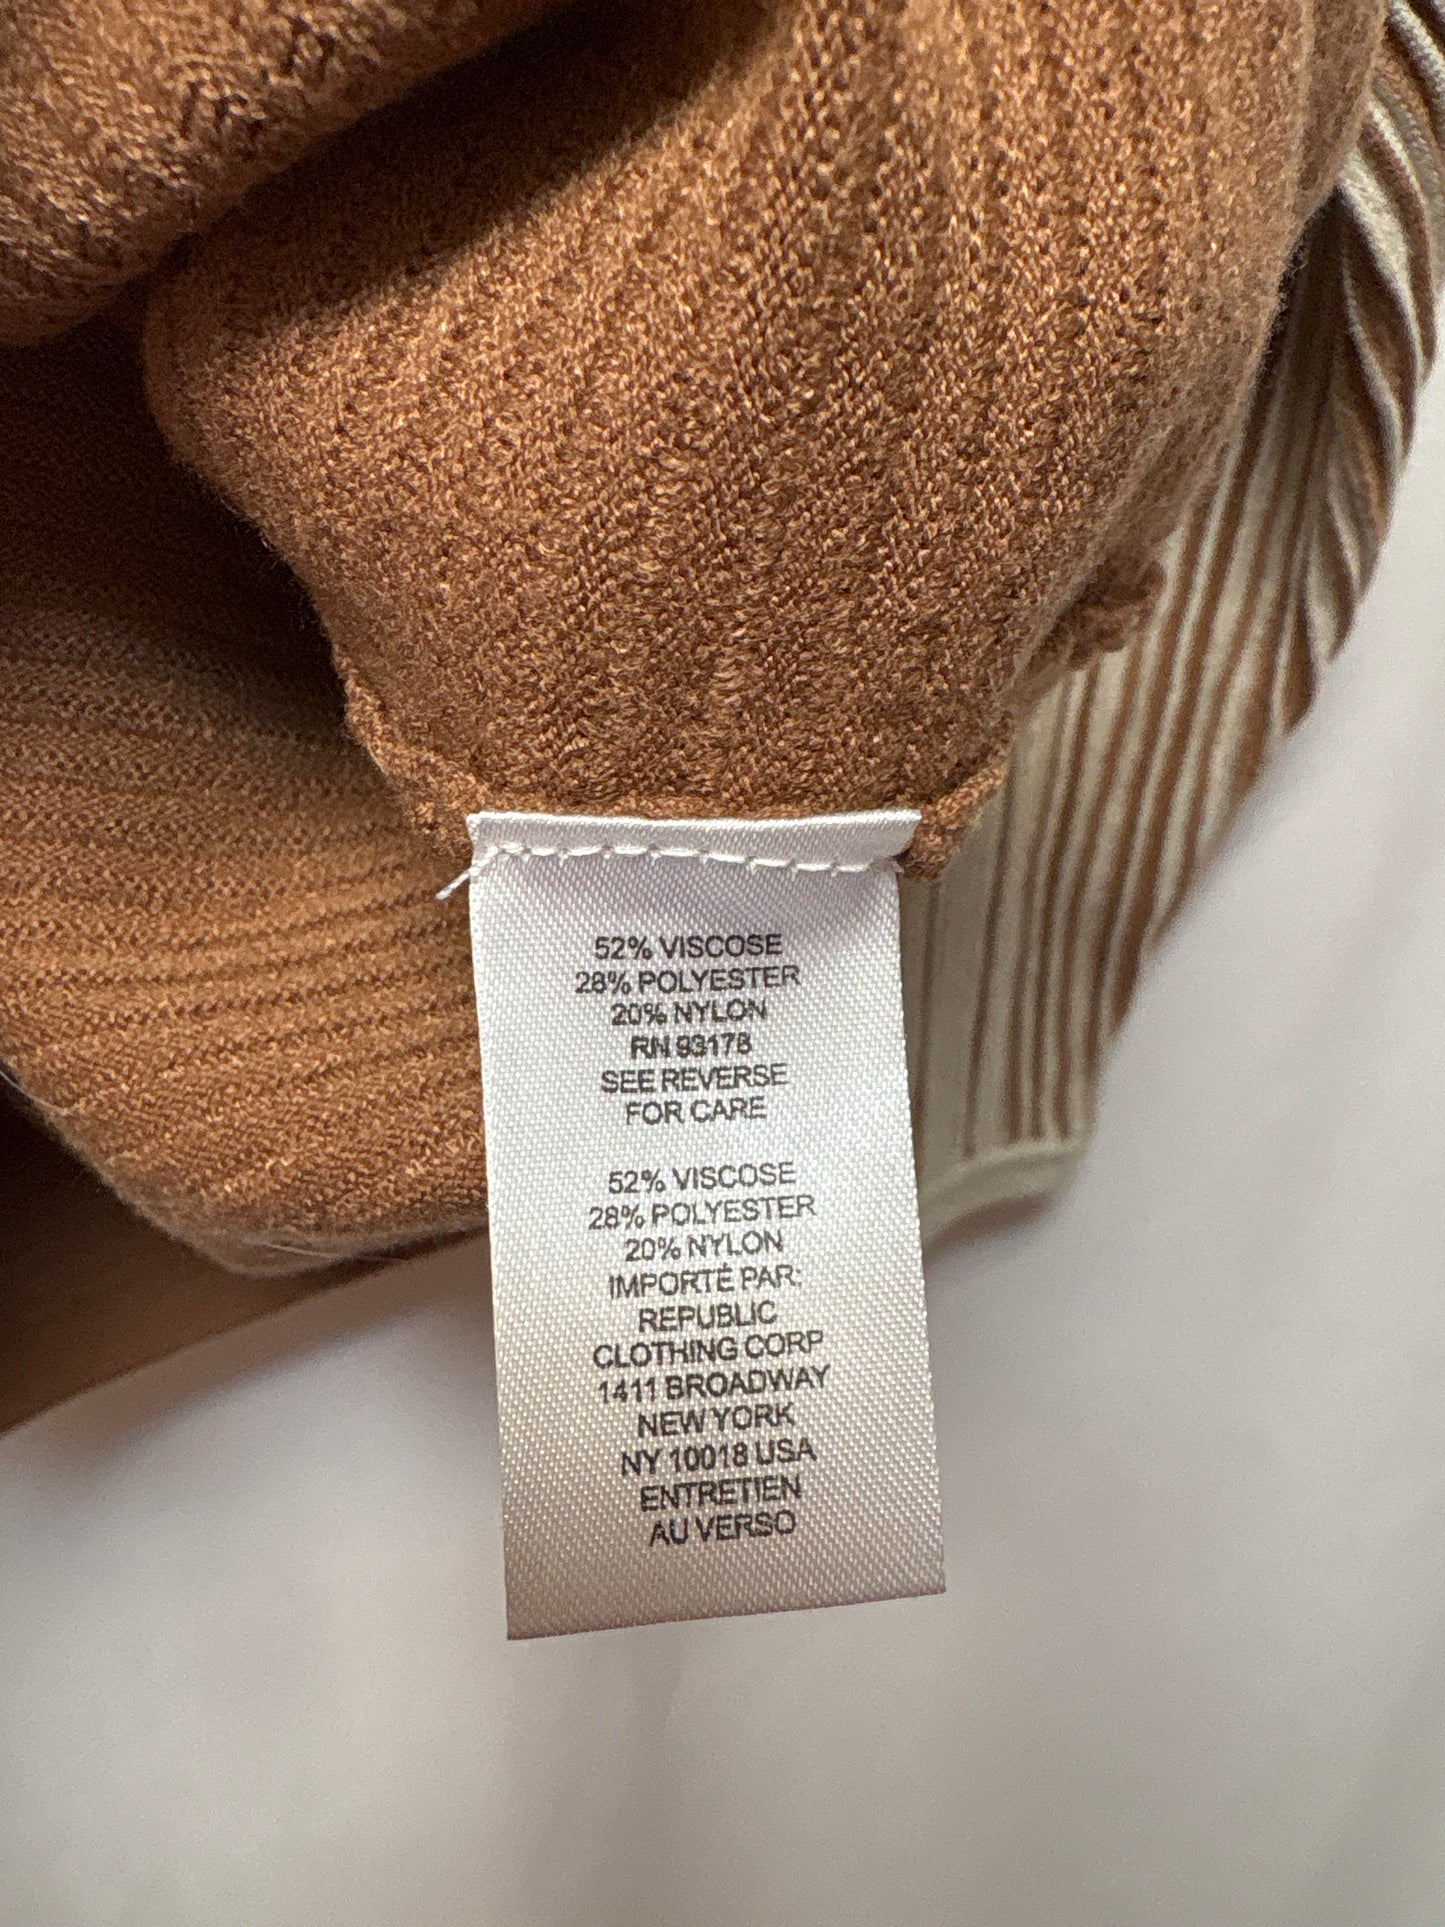 52% VISCOSE
28% POLYESTER
20% NYLON
RN 93178
SEE REVERSE
FOR CARE
52% VISCOSE
28% POLYESTER
20% NYLON
IMPORTÉ PAR:
REPUBLIC
CLOTHING CORP
1411 BROADWAY
NEW YORK
NY 10018 USA
ENTRETIEN
AU VERSO